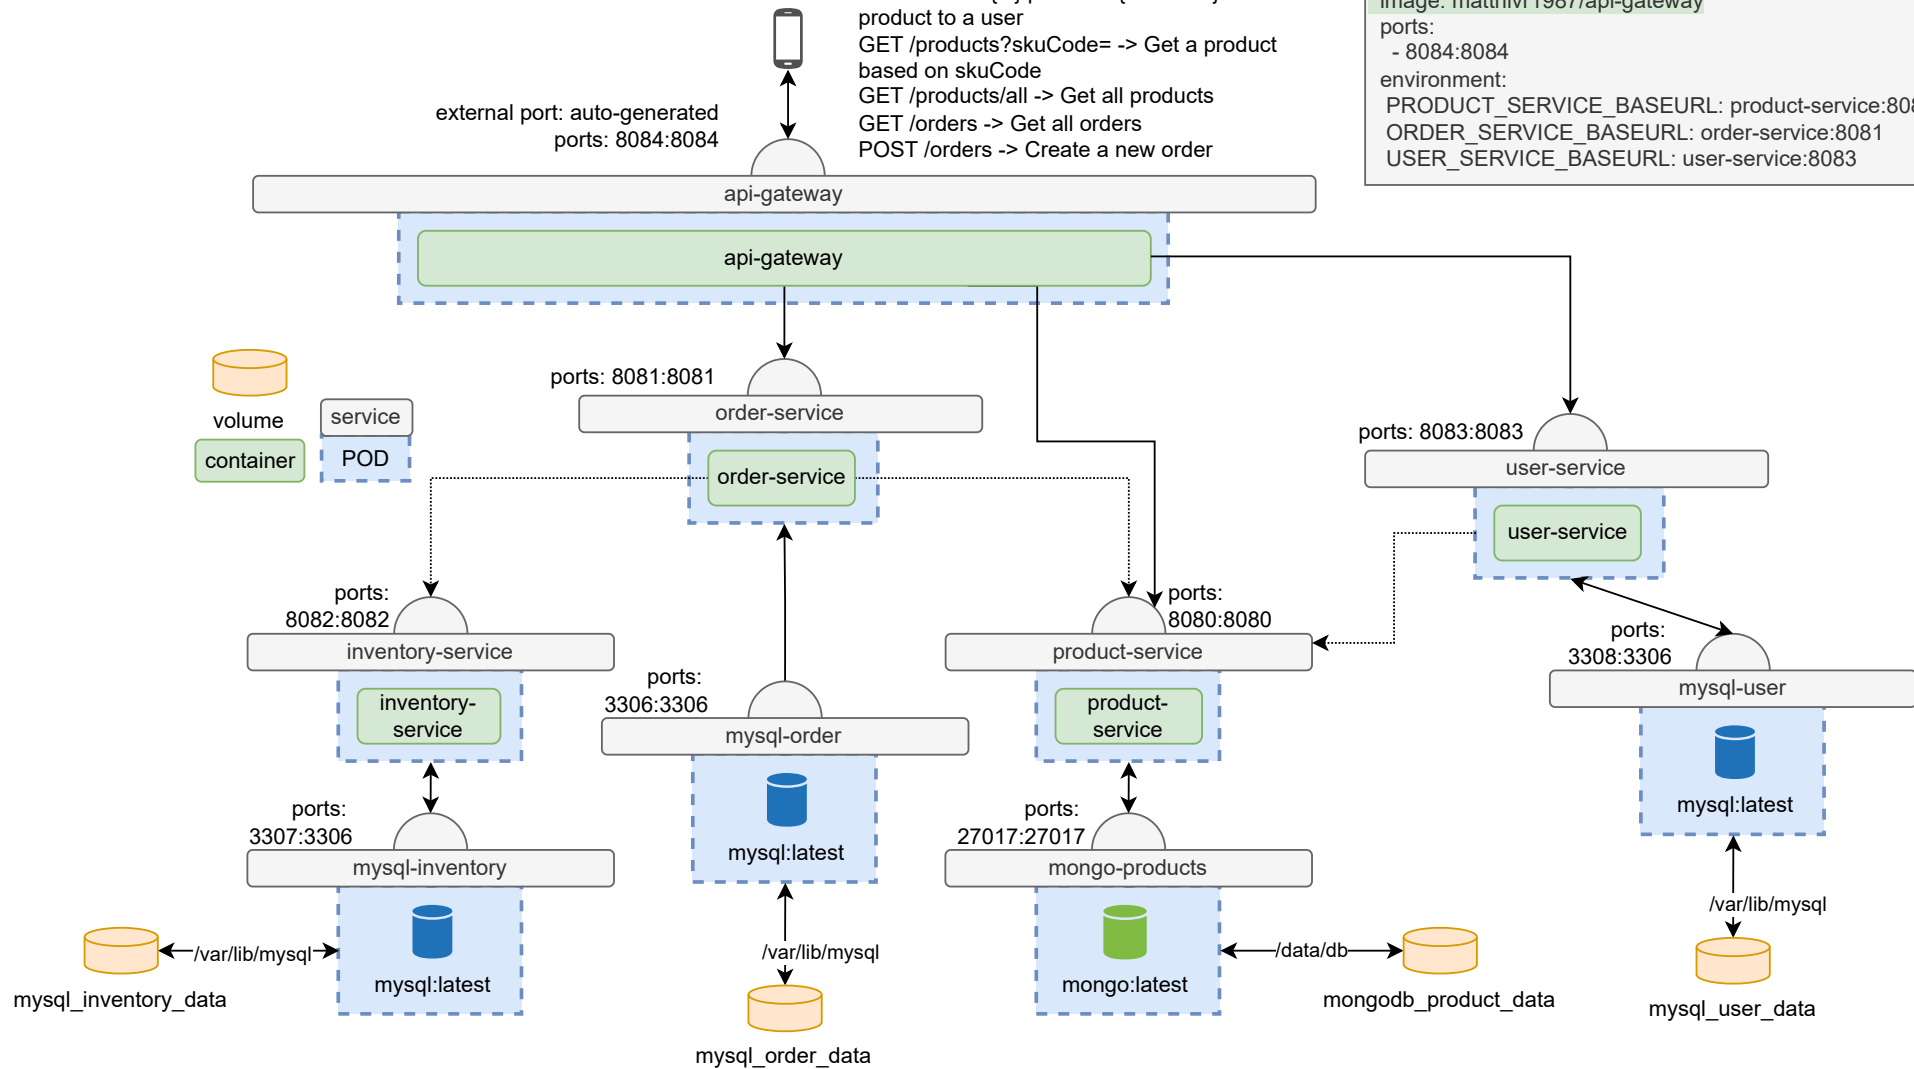 product to a user
GET /products?skuCode= -> Get a product
based on skuCode
GET /products/all -> Get all products
GET /orders -> Get all orders
POST /orders -> Create a new order
ports:
- 8084:8084
environment:
PRODUCT_SERVICE_BASEURL: product-service:808
ORDER_SERVICE_BASEURL: order-service:8081
USER_SERVICE_BASEURL: user-service:8083
external port: auto-generated
ports: 8084:8084
api-gateway
api-gateway
ports: 8081:8081
order-service
order-service
volume
service
container
POD
ports: 8083:8083
user-service
user-service
ports:
8082:8082
inventory-service
inventory-
service
ports:
3306:3306
mysql-order
mysql:latest
ports:
8080:8080
product-service
product-
service
ports:
3308:3306
mysql-user
mysql:latest
ports:
3307:3306
mysql-inventory
mysql:latest
ports:
27017:27017
mongo-products
mongo:latest
/var/lib/mysql
mysql_inventory_data
/var/lib/mysql
mysql_order_data
/data/db
mongodb_product_data
/var/lib/mysql
mysql_user_data